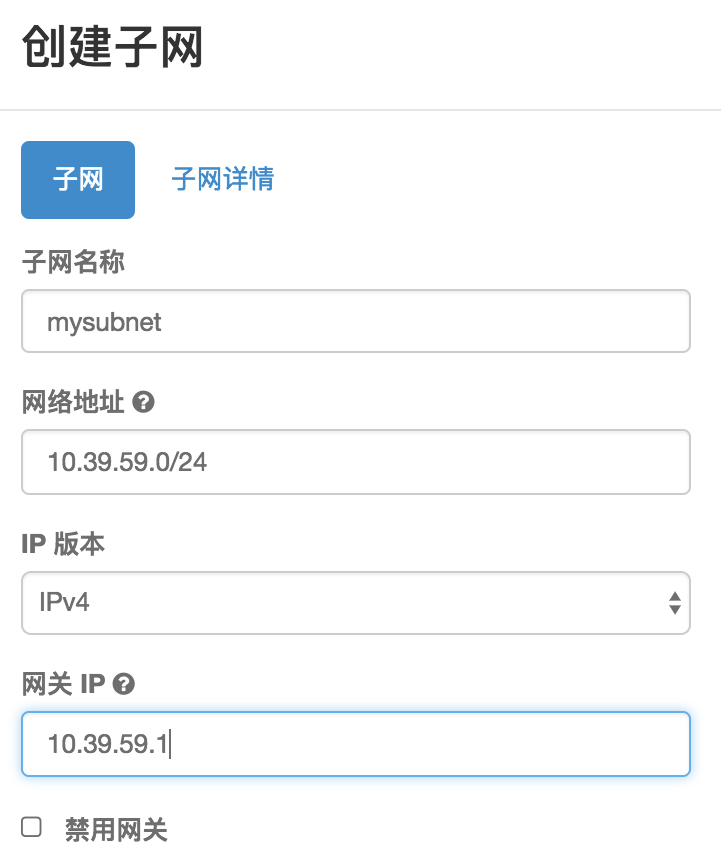 创建子网
子网 子网详情
子网名称
mysubnet
网络地址
10.39.59.0/24
IP 版本
IPv4
网关 IP
10.39.59.1
禁用网关